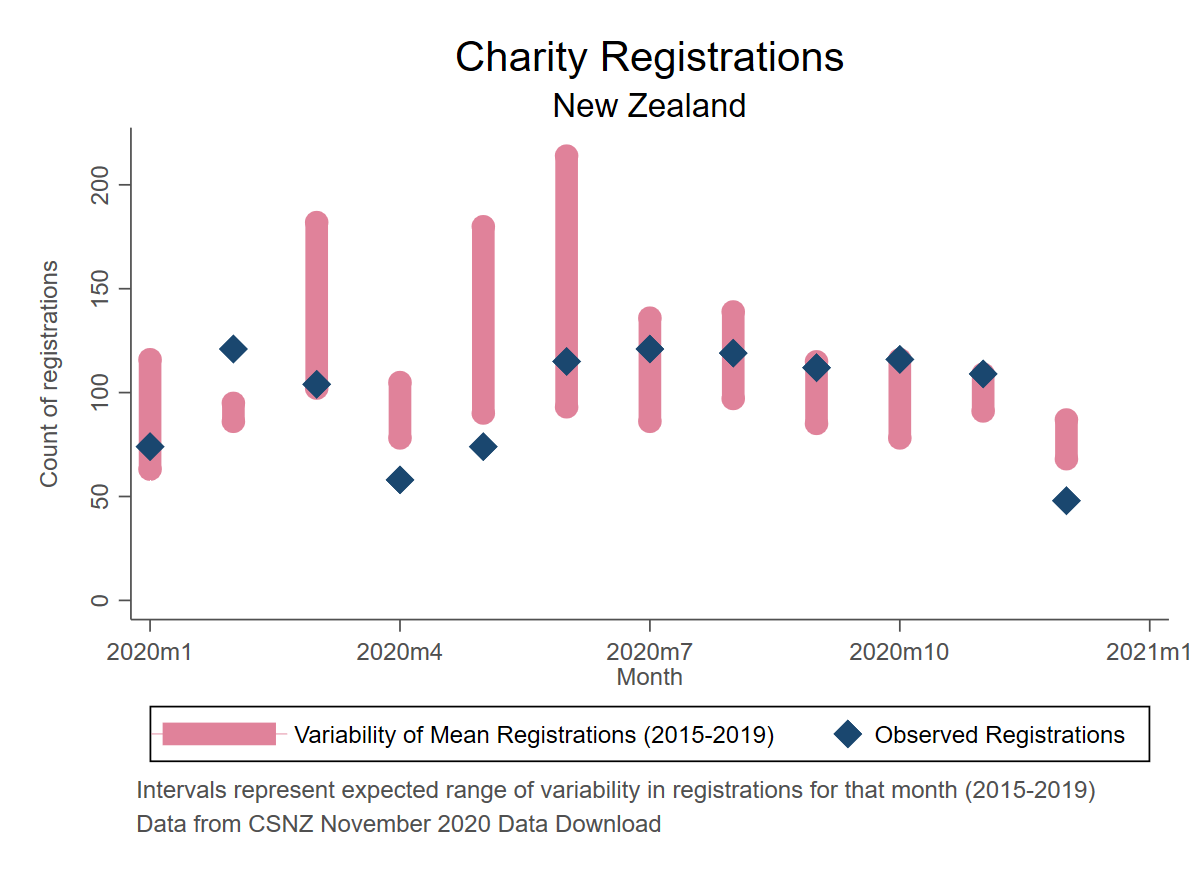 Charity Registrations
New Zealand
Count of registrations
200
150
100
50
0
2020m1 2020m4 2020m7 2020m10 2021m1
Month
Variability of Mean Registrations (2015-2019) Observed Registrations
Intervals represent expected range of variability in registrations for that month (2015-2019)
Data from CSNZ November 2020 Data Download